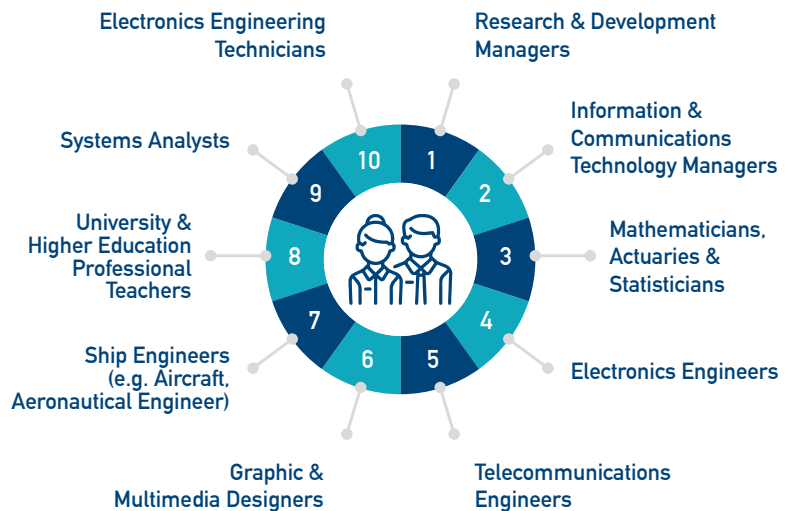 Electronics Engineering
Technicians
Research & Development
Managers
Information &
Communications
Technology Managers
Systems Analysts
University &
Higher Education
Professional
Teachers
Mathematicians,
Actuaries &
Statisticians
Ship Engineers
(e.g. Aircraft,
Aeronautical Engineer)
Electronics Engineers
Graphic &
Multimedia Designers
Telecommunications
Engineers
1
2
3
4
5
6
7
8
9
10